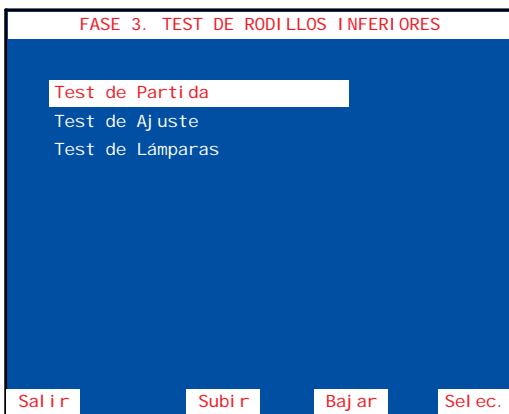 FASE 3. TEST DE RODILLOS INFERIORES
Test de Partida
Test de Ajuste
Test de Lámparas
Salir Subir Bajar Selec.